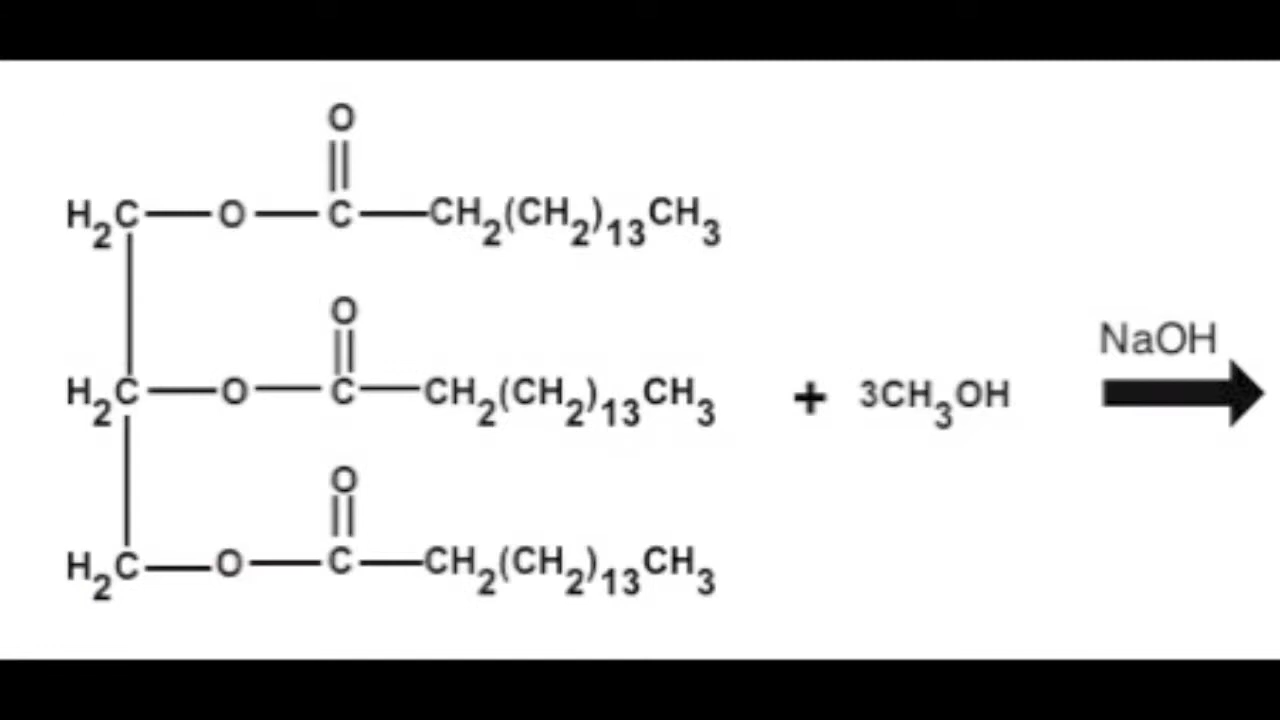 O
||
H₂C—O—C—CH₂(CH₂)₁₃CH₃
O
||
H₂C—O—C—CH₂(CH₂)₁₃CH₃ + 3CH₃OH NaOH
O
||
H₂C—O—C—CH₂(CH₂)₁₃CH₃